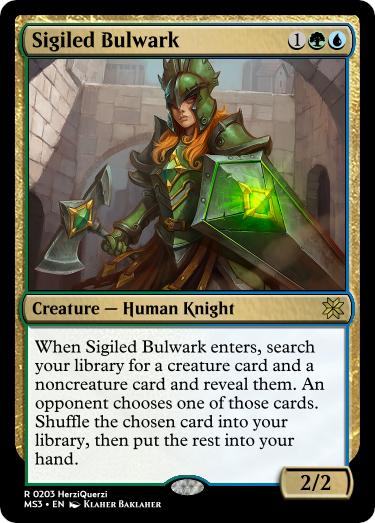 Sigiled Bulwark 1
Creature — Human Knight
When Sigiled Bulwark enters, search
your library for a creature card and a
noncreature card and reveal them. An
opponent chooses one of those cards.
Shuffle the chosen card into your
library, then put the rest into your
hand.
2/2
R 0203 HerziQuerzi
MS3 • EN Klaher Baklaher